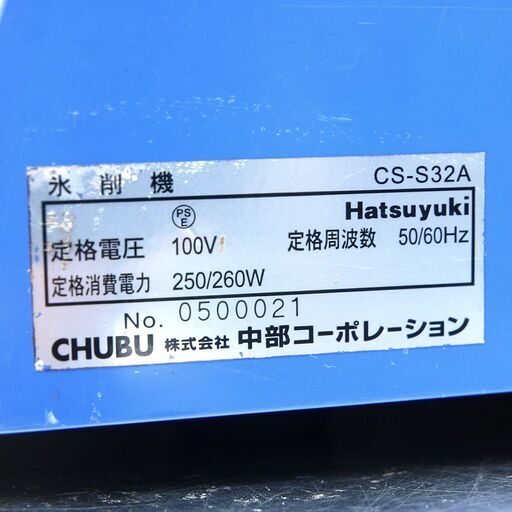 氷削機 CS-S32A
PS E Hatsuyuki
定格電圧 100V 定格周波数 50/60Hz
定格消費電力 250/260W
No. 0500021
CHUBU 株式会社 中部コーポレーション